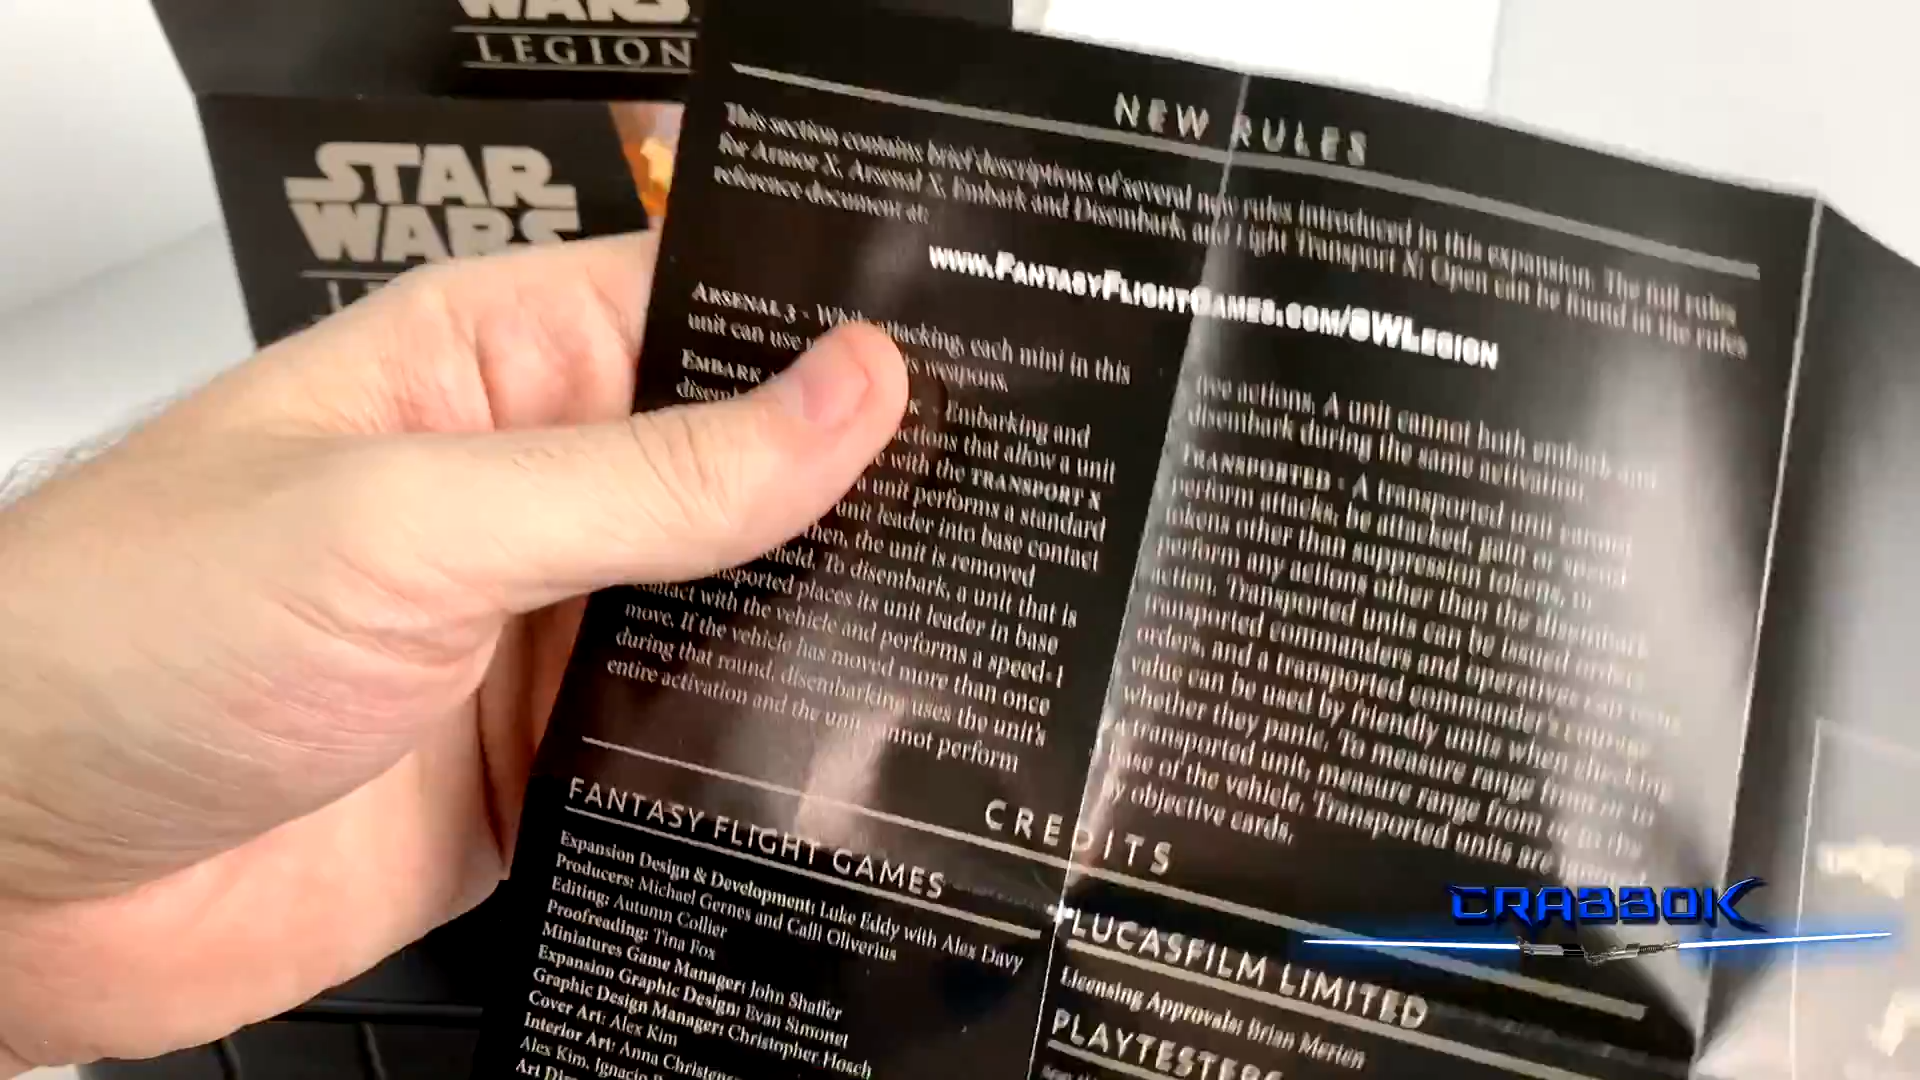 WARS
LEGION
STAR
WARS
NEW RULES
This section contains brief descriptions of several new rules introduced in this expansion. The full rules
for Armor X, Arsenal X, Embark and Disembark, and Light Transport X: Open can be found in the rules
reference document at:
www.FantasyFlightGames.com/SWLegion
Arsenal 3 - While attacking, each mini in this
unit can use its weapons.
Embark
Embarking and
actions that allow a unit
with the transport x
unit performs a standard
unit leader into base contact
Then, the unit is removed
To disembark, a unit that is
transported places its unit leader in base
contact with the vehicle and performs a speed-1
move. If the vehicle has moved more than once
during that round, disembarking uses the unit's
entire activation and the unit cannot perform
actions. A unit cannot both embark and
disembark during the same activation.
Transported - A transported unit cannot
perform attacks, be attacked, gain or spend
tokens other than suppression tokens, or
perform any actions other than the disembark
action. Transported units can be issued orders,
transported commanders and operatives can issue
orders, and a transported commander's courage
value can be used by friendly units when checking
whether they panic. To measure range from or to
a transported unit, measure range from or to the
base of the vehicle. Transported units are ignored
by objective cards.
CREDITS
FANTASY FLIGHT GAMES
Expansion Design & Development: Luke Eddy with Alex Davy
Producers: Michael Gernes and Calli Oliverius
Editing: Autumn Collier
Proofreading: Tina Fox
Miniatures Game Manager: John Shaffer
Expansion Graphic Design: Evan Simonet
Graphic Design Manager: Christopher Hosch
Cover Art: Alex Kim
Interior Art: Anna
Alex Kim,
LUCASFILM LIMITED
Licensing Approvals: Brian Merten
PLAYTESTERS
CRABBOK